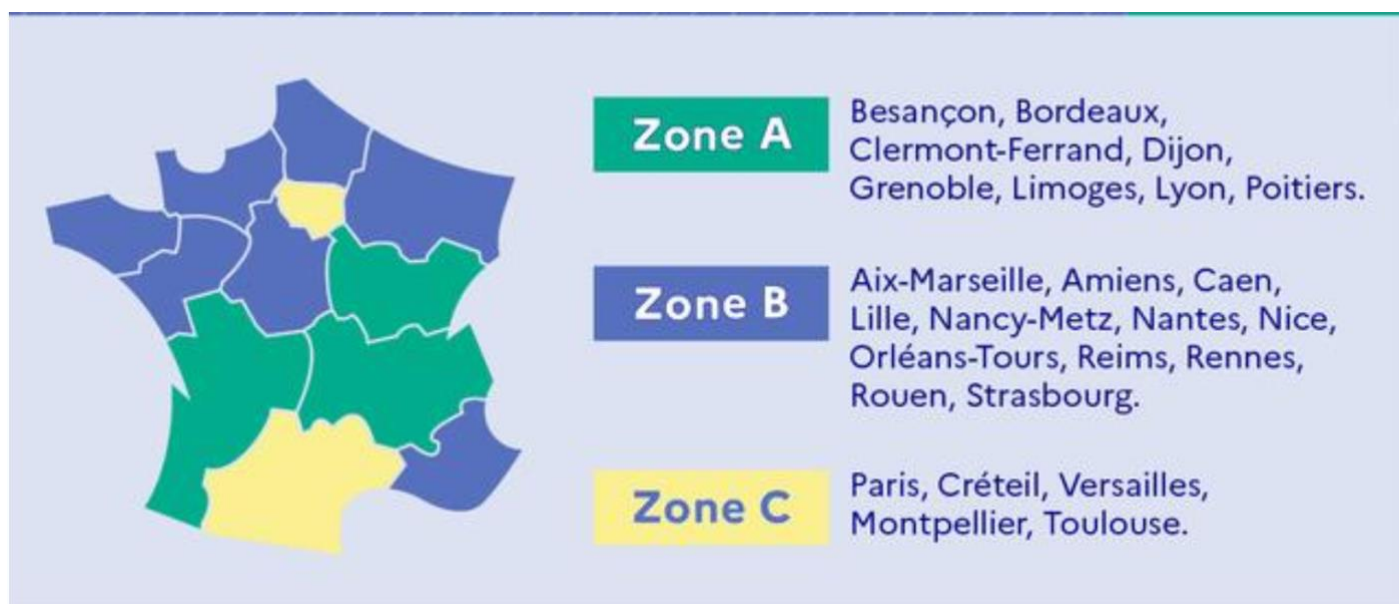 Zone A
Besançon, Bordeaux,
Clermont-Ferrand, Dijon,
Grenoble, Limoges, Lyon, Poitiers.
Zone B
Aix-Marseille, Amiens, Caen,
Lille, Nancy-Metz, Nantes, Nice,
Orléans-Tours, Reims, Rennes,
Rouen, Strasbourg.
Zone C
Paris, Créteil, Versailles,
Montpellier, Toulouse.